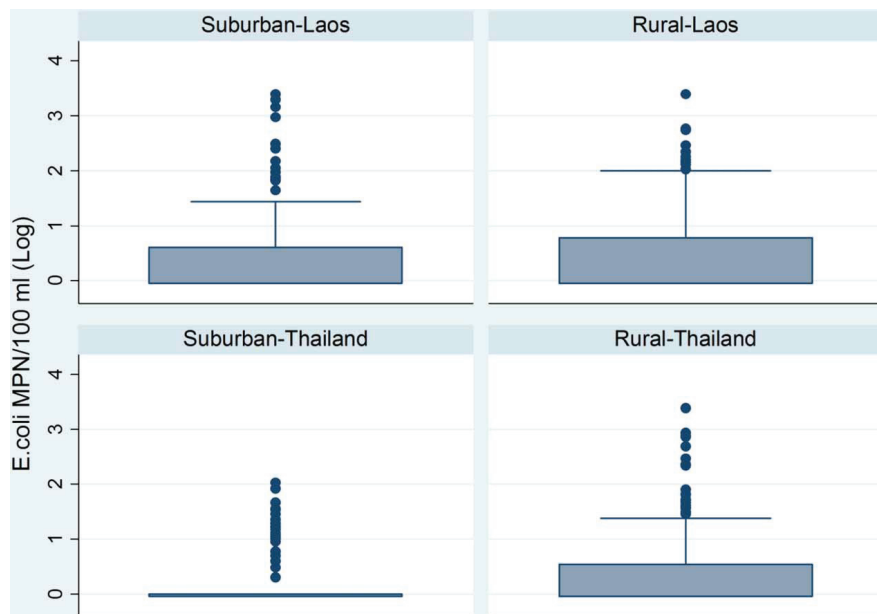 Suburban-Laos
Rural-Laos
4
3
2
1
0
E.coli MPN/100 ml (Log)
Suburban-Thailand
Rural-Thailand
4
3
2
1
0